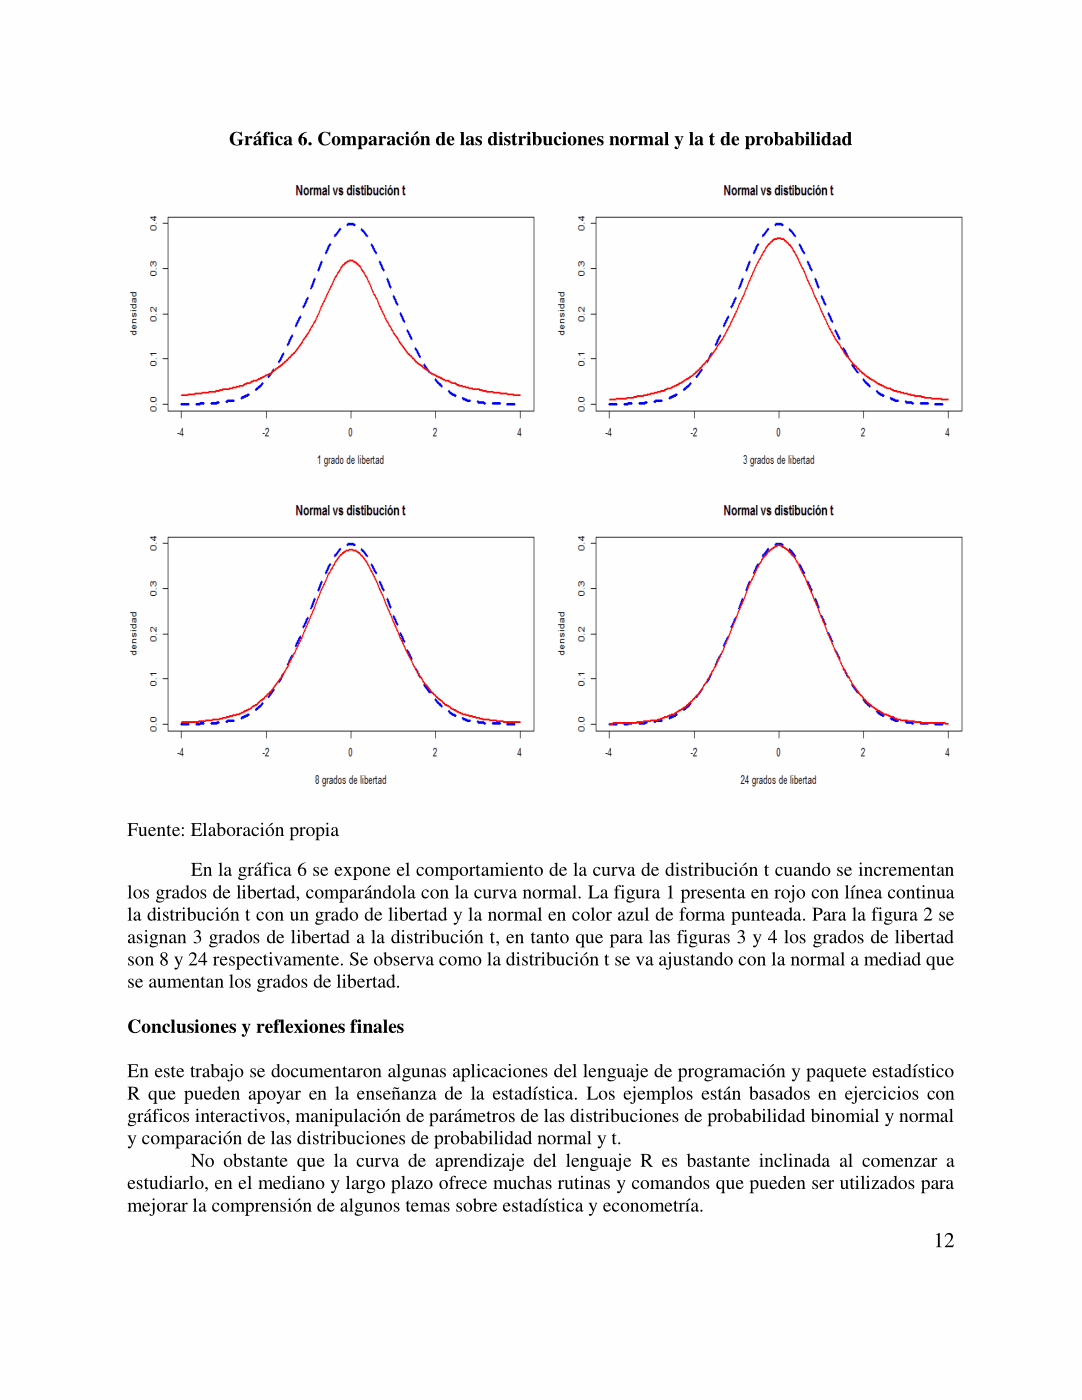 Gráfica 6. Comparación de las distribuciones normal y la t de probabilidad
Normal vs distibución t
densidad
0.0 0.1 0.2 0.3 0.4
-4 -2 0 2 4
1 grado de libertad
Normal vs distibución t
densidad
0.0 0.1 0.2 0.3 0.4
-4 -2 0 2 4
3 grados de libertad
Normal vs distibución t
densidad
0.0 0.1 0.2 0.3 0.4
-4 -2 0 2 4
8 grados de libertad
Normal vs distibución t
densidad
0.0 0.1 0.2 0.3 0.4
-4 -2 0 2 4
24 grados de libertad
Fuente: Elaboración propia
En la gráfica 6 se expone el comportamiento de la curva de distribución t cuando se incrementan
los grados de libertad, comparándola con la curva normal. La figura 1 presenta en rojo con línea continua
la distribución t con un grado de libertad y la normal en color azul de forma punteada. Para la figura 2 se
asignan 3 grados de libertad a la distribución t, en tanto que para las figuras 3 y 4 los grados de libertad
son 8 y 24 respectivamente. Se observa como la distribución t se va ajustando con la normal a mediad que
se aumentan los grados de libertad.
Conclusiones y reflexiones finales
En este trabajo se documentaron algunas aplicaciones del lenguaje de programación y paquete estadístico
R que pueden apoyar en la enseñanza de la estadística. Los ejemplos están basados en ejercicios con
gráficos interactivos, manipulación de parámetros de las distribuciones de probabilidad binomial y normal
y comparación de las distribuciones de probabilidad normal y t.
No obstante que la curva de aprendizaje del lenguaje R es bastante inclinada al comenzar a
estudiarlo, en el mediano y largo plazo ofrece muchas rutinas y comandos que pueden ser utilizados para
mejorar la comprensión de algunos temas sobre estadística y econometría.
12